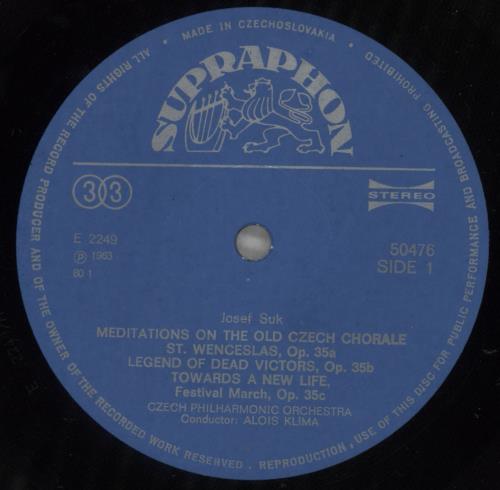 MADE IN CZECHOSLOVAKIA
ALL RIGHTS OF THE RECORD PRODUCER AND OF THE OWNER OF THE RECORDED WORK RESERVED. REPRODUCTION, USE OF THIS DISC FOR PUBLIC PERFORMANCE AND BROADCASTING PROHIBITED
SUPRAPHON
33
STEREO
E 2249
50476
℗ 1963
SIDE 1
80 1
Josef Suk
MEDITATIONS ON THE OLD CZECH CHORALE
ST. WENCESLAS, Op. 35a
LEGEND OF DEAD VICTORS, Op. 35b
TOWARDS A NEW LIFE,
Festival March, Op. 35c
CZECH PHILHARMONIC ORCHESTRA
Conductor: ALOIS KLIMA